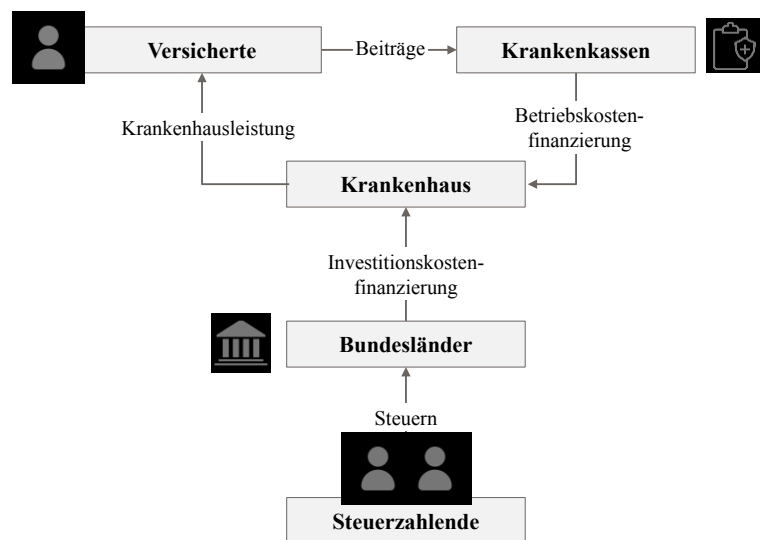 Versicherte
Beiträge
Krankenkassen
Krankenhausleistung
Betriebskosten-
finanzierung
Krankenhaus
Investitionskosten-
finanzierung
Bundesländer
Steuern
Steuerzahlende